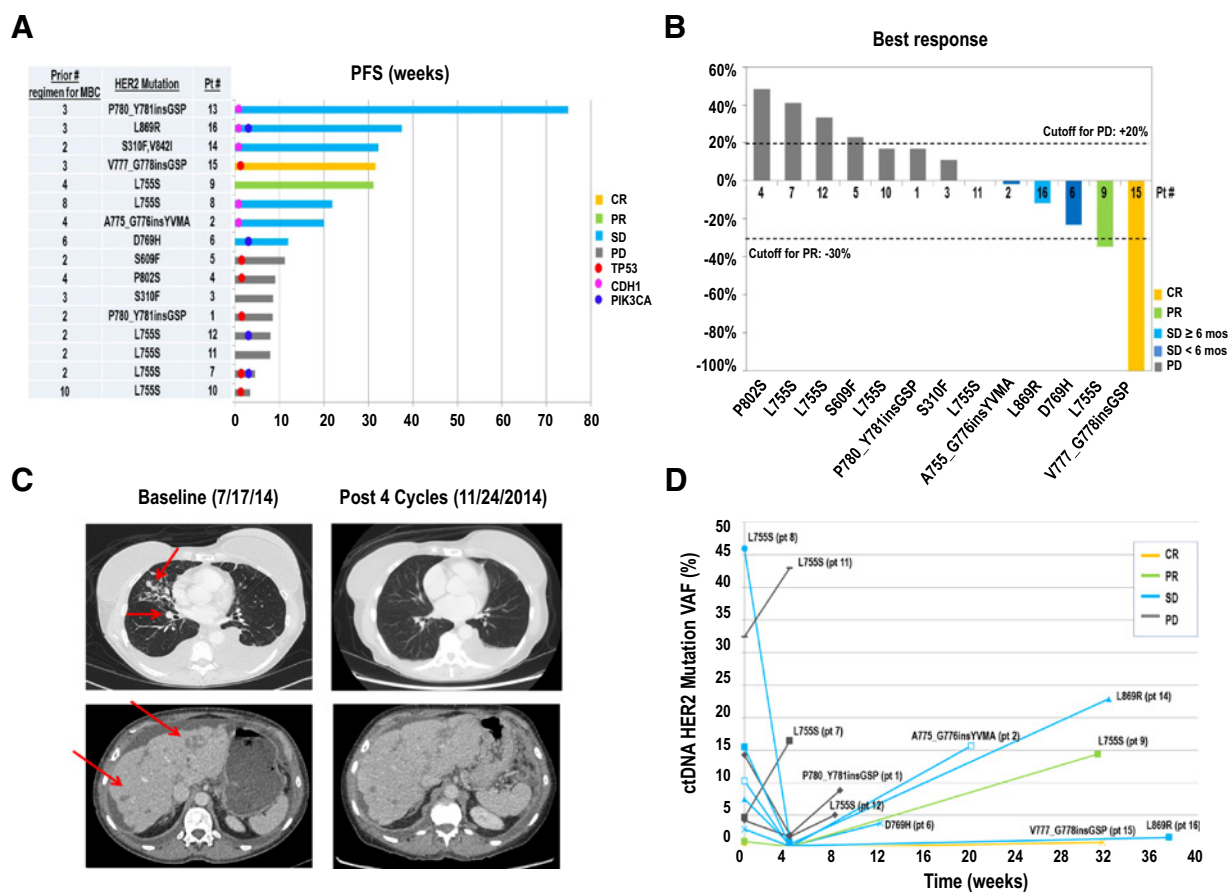 A
PFS (weeks)
Prior # regimen for MBC HER2 Mutation Pt #
3 P780_Y781insGSP 13
3 L869R 16
2 S310F,V842I 14
3 V777_G778insGSP 15
4 L755S 9
8 L755S 8
4 A775_G776insYVMA 2
6 D769H 6
2 S609F 5
4 P802S 4
3 S310F 3
2 P780_Y781insGSP 1
2 L755S 12
2 L755S 11
2 L755S 7
10 L755S 10
0 10 20 30 40 50 60 70 80
CR
PR
SD
PD
TP53
CDH1
PIK3CA
B
Best response
60%
40%
20%
0%
-20%
-40%
-60%
-80%
-100%
Cutoff for PD: +20%
4 7 12 5 10 1 3 11 2 16 6 9 15 Pt #
Cutoff for PR: -30%
CR
PR
SD ≥ 6 mos
SD < 6 mos
PD
P802S
L755S
L755S
S609F
L755S
P780_Y781insGSP
S310F
L755S
A755_G776insYVMA
L869R
D769H
L755S
V777_G778insGSP
C
Baseline (7/17/14) Post 4 Cycles (11/24/2014)
D
ctDNA HER2 Mutation VAF (%)
50
45
40
35
30
25
20
15
10
5
0
L755S (pt 8)
L755S (pt 11)
CR
PR
SD
PD
L869R (pt 14)
L755S (pt 7)
A775_G776insYVMA (pt 2)
L755S (pt 9)
P780_Y781insGSP (pt 1)
L755S (pt 12)
D769H (pt 6)
V777_G778insGSP (pt 15)
L869R (pt 16)
0 4 8 12 16 20 24 28 32 36 40
Time (weeks)